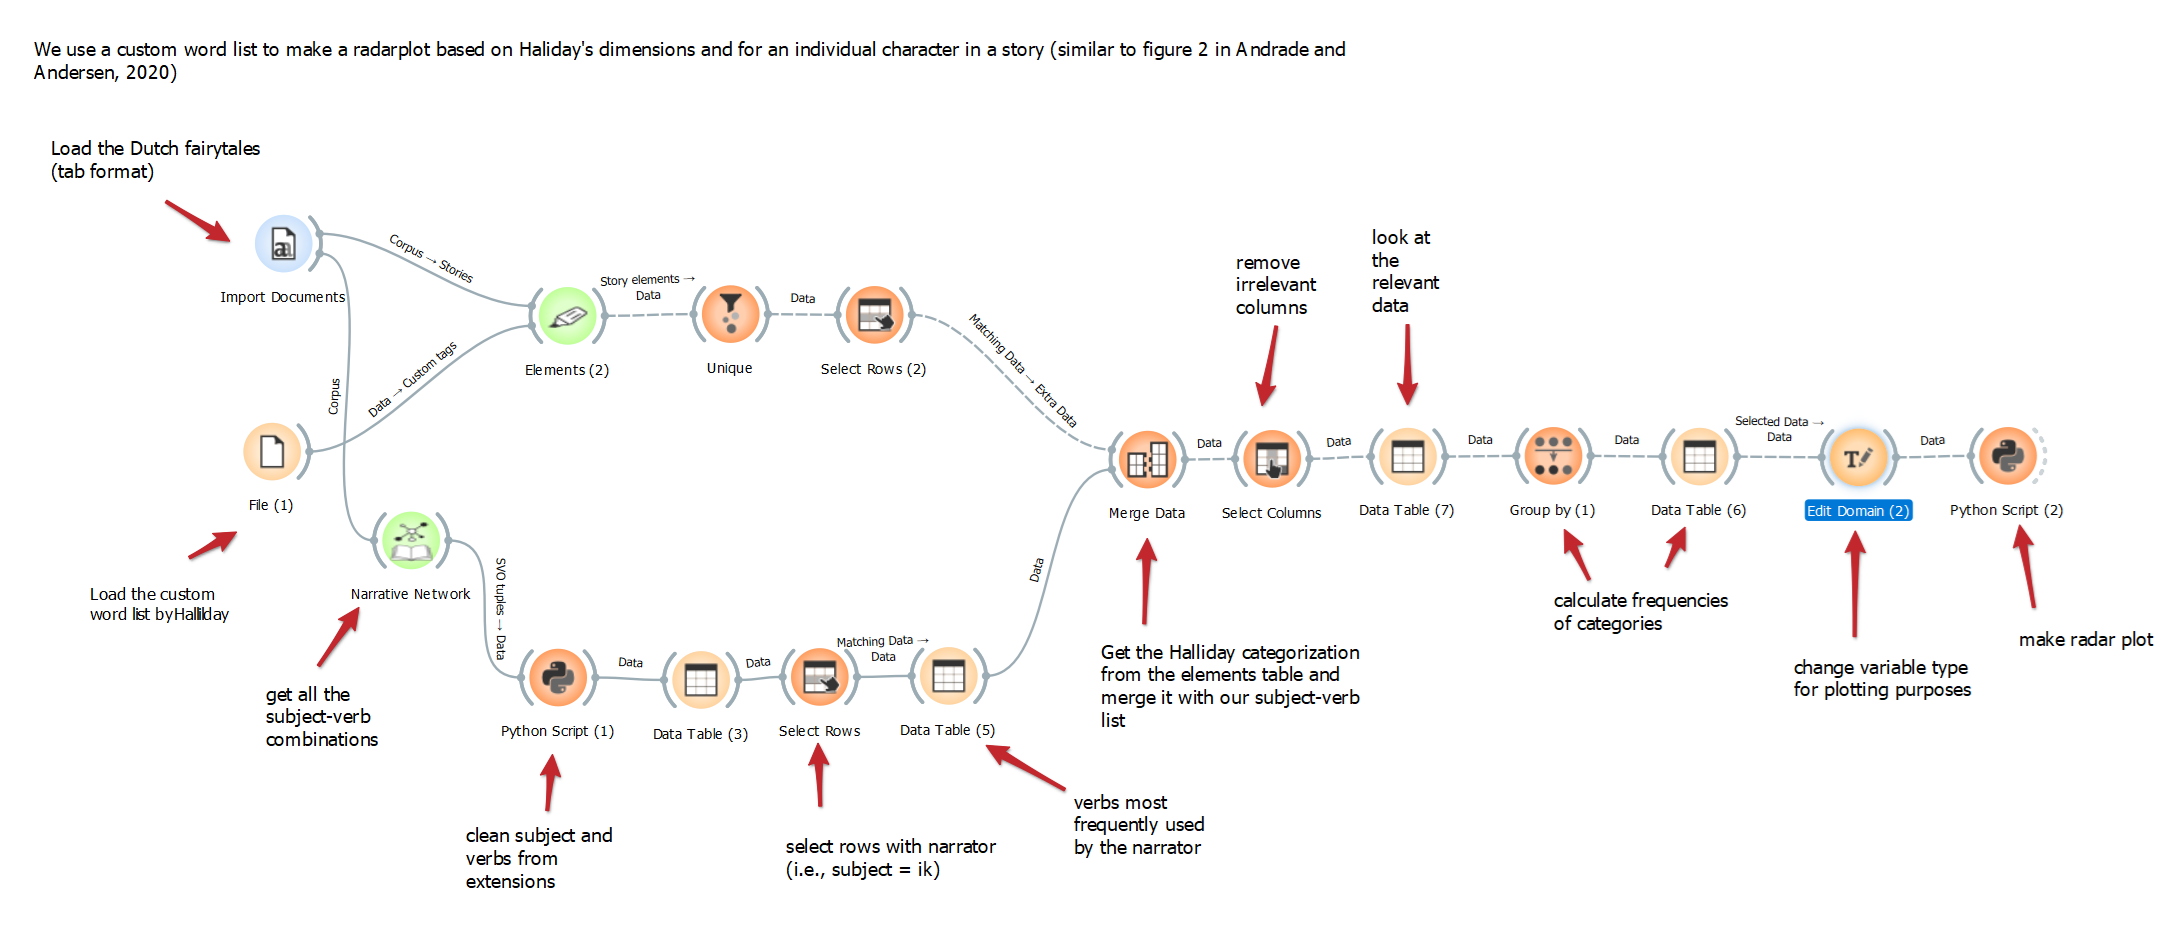 We use a custom word list to make a radarplot based on Haliday's dimensions and for an individual character in a story (similar to figure 2 in Andrade and
Andersen, 2020)
Load the Dutch fairytales
(tab format)
Import Documents
Corpus → Stories
Corpus
Data → Custom tags
File (1)
Load the custom
word list by Halliday
Elements (2)
Story elements →
Data
Unique
Data
Select Rows (2)
Matching Data → Extra Data
Narrative Network
get all the
subject-verb
combinations
SVO tuples → Data
Python Script (1)
clean subject and
verbs from
extensions
Data
Data Table (3)
Data
Select Rows
select rows with narrator
(i.e., subject = ik)
Matching Data →
Data
Data Table (5)
verbs most
frequently used
by the narrator
Data
Merge Data
Get the Halliday categorization
from the elements table and
merge it with our subject-verb
list
Data
remove
irrelevant
columns
Select Columns
Data
look at
the
relevant
data
Data Table (7)
Data
Group by (1)
Data
Data Table (6)
calculate frequencies
of categories
Selected Data →
Data
Edit Domain (2)
change variable type
for plotting purposes
Data
Python Script (2)
make radar plot